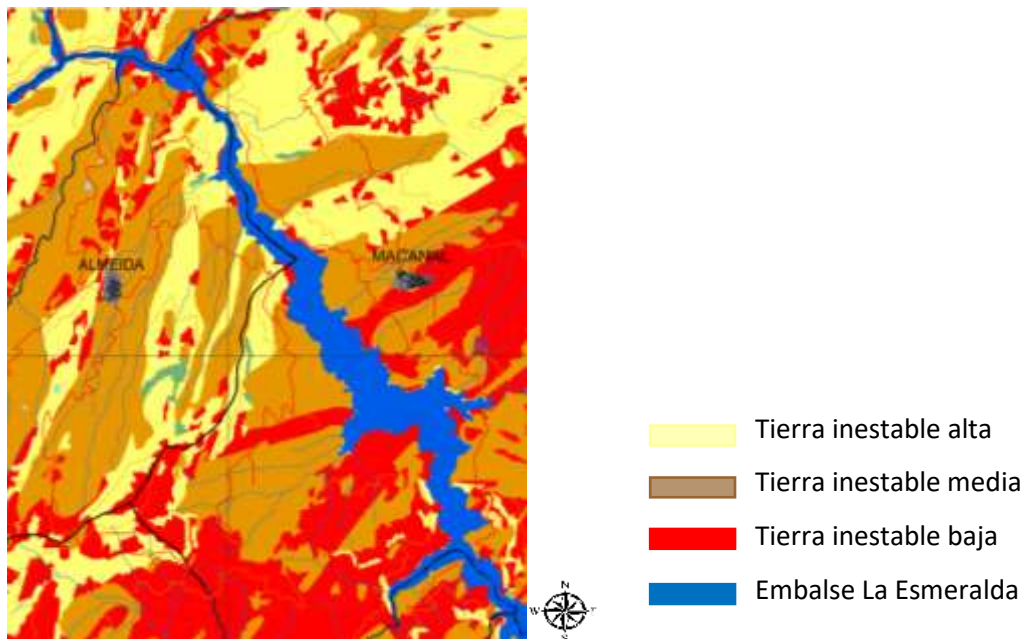 ALMEIDA
MACANAL
Tierra inestable alta
Tierra inestable media
Tierra inestable baja
Embalse La Esmeralda
N
W
S